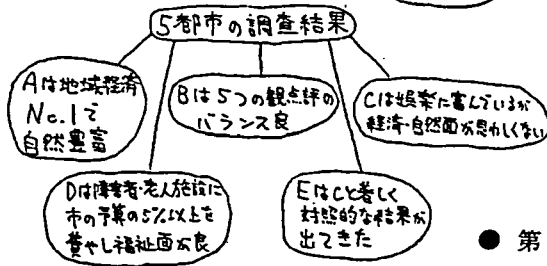 5都市の調査結果
Aは地域経済
No.1で
自然豊富
Bは5つの観点評の
バランス良
Cは娯楽に富んでいるが
経済・自然面が思わしくない
Dは障害者・老人施設に
市の予算の5%以上を
費やし福祉面が良
EはCと著しく
対照的な結果が
出てきた
● 第